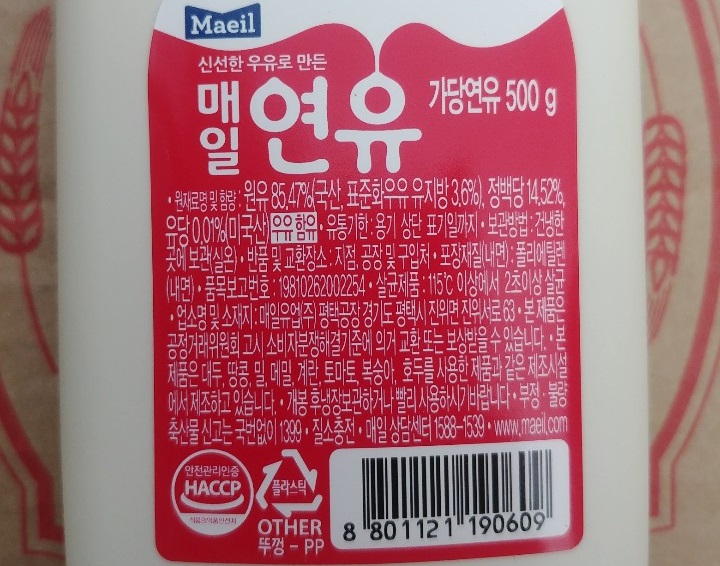 Maeil
신선한 우유로 만든
매일 연유 가당연유 500 g
• 원재료명 및 함량 : 원유 85.47%(국산, 표준화우유 유지방 3.6%), 정백당 14.52%,
유당 0.01%(미국산) 우유 함유 • 유통기한 : 용기 상단 표기일까지 • 보관방법 : 건냉한
곳에 보관(실온) • 반품 및 교환장소 : 지점, 공장 및 구입처 • 포장재질(내면) : 폴리에틸렌
(내면) • 품목보고번호 : 19810262002254 • 살균제품 : 115℃ 이상에서 2초이상 살균
• 업소명 및 소재지 : 매일유업㈜ 평택공장 경기도 평택시 진위면 진위서로 63 • 본 제품은
공정거래위원회 고시 소비자분쟁해결기준에 의거 교환 또는 보상받을 수 있습니다. • 본
제품은 대두, 땅콩, 밀, 메밀, 계란, 토마토, 복숭아, 호두를 사용한 제품과 같은 제조시설
에서 제조하고 있습니다. • 개봉 후 냉장보관하거나 빨리 사용하시기 바랍니다 • 부정 · 불량
축산물 신고는 국번없이 1399 • 질소충전 • 매일 상담센터 1588-1539 • www.maeil.com
안전관리인증
HACCP
식품의약품안전처
플라스틱
OTHER
뚜껑 - PP
8 801121 190609